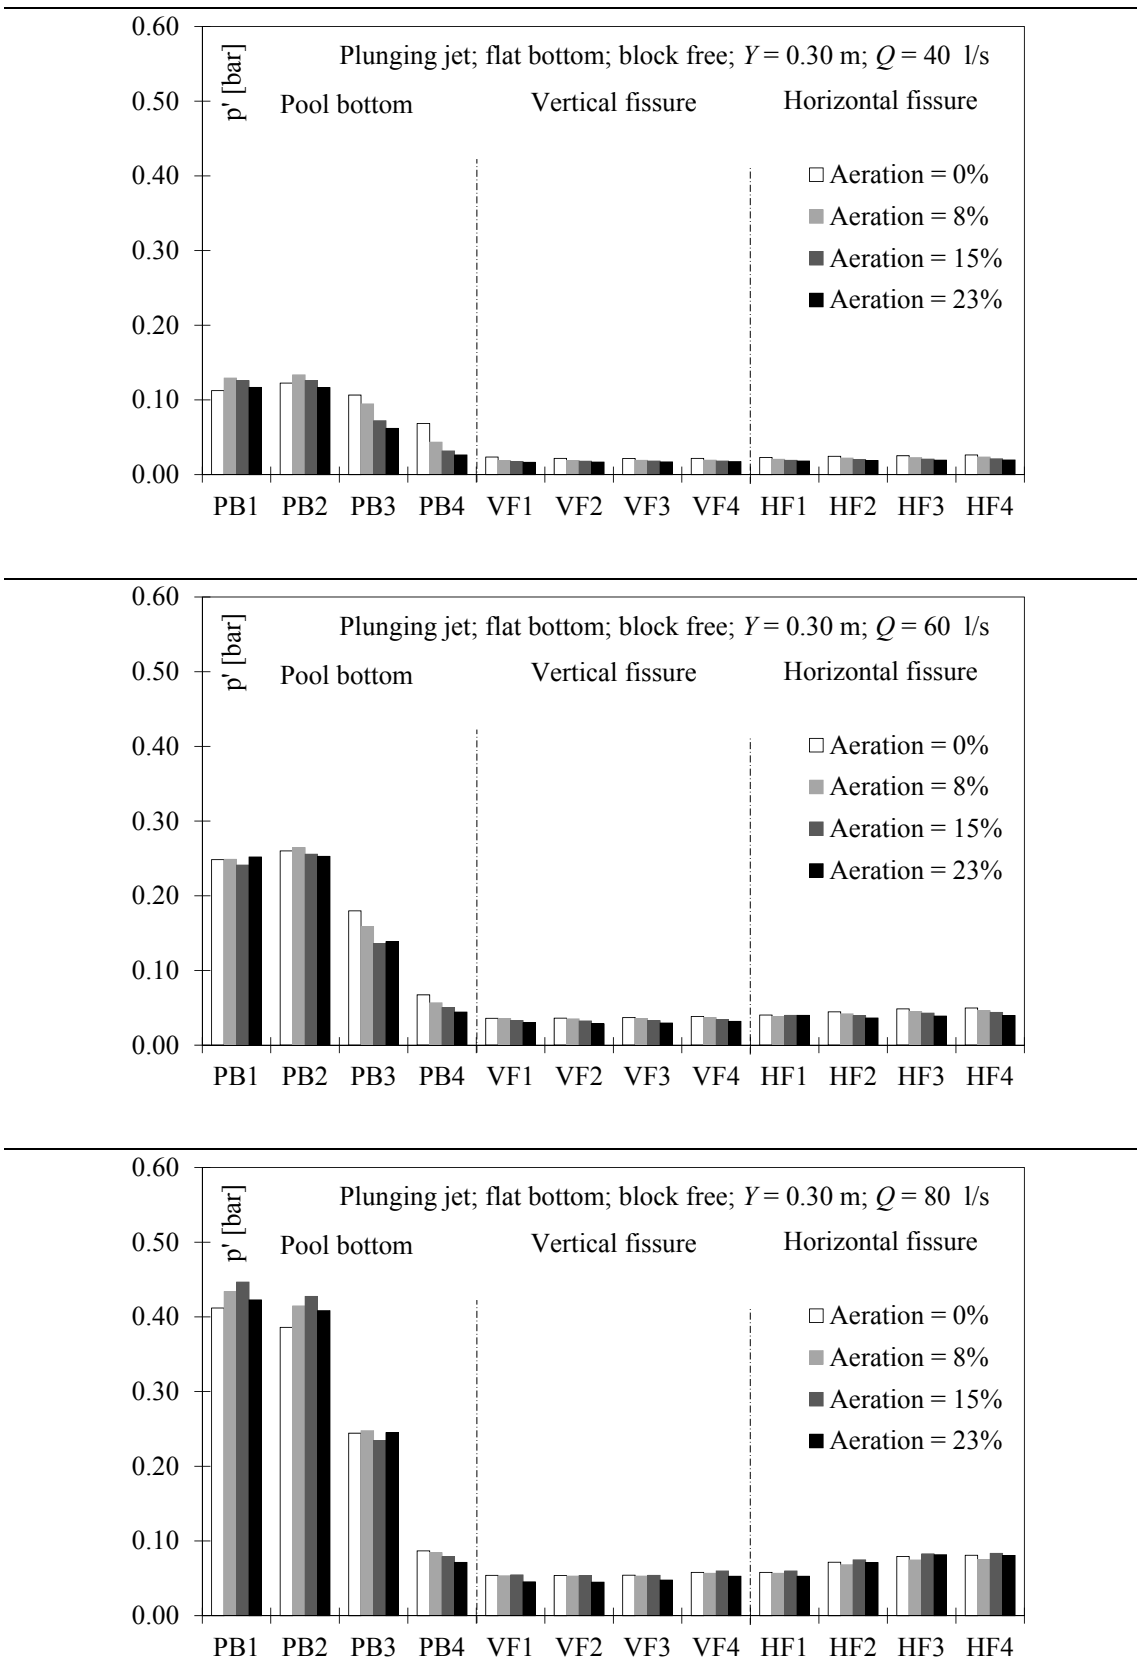 0.60
Plunging jet; flat bottom; block free; Y = 0.30 m; Q = 40 l/s
p' [bar]
0.50
Pool bottom
Vertical fissure
Horizontal fissure
0.40
Aeration = 0%
Aeration = 8%
0.30
Aeration = 15%
Aeration = 23%
0.20
0.10
0.00
PB1 PB2 PB3 PB4 VF1 VF2 VF3 VF4 HF1 HF2 HF3 HF4
0.60
Plunging jet; flat bottom; block free; Y = 0.30 m; Q = 60 l/s
p' [bar]
0.50
Pool bottom
Vertical fissure
Horizontal fissure
0.40
Aeration = 0%
Aeration = 8%
0.30
Aeration = 15%
Aeration = 23%
0.20
0.10
0.00
PB1 PB2 PB3 PB4 VF1 VF2 VF3 VF4 HF1 HF2 HF3 HF4
0.60
Plunging jet; flat bottom; block free; Y = 0.30 m; Q = 80 l/s
p' [bar]
0.50
Pool bottom
Vertical fissure
Horizontal fissure
0.40
Aeration = 0%
Aeration = 8%
0.30
Aeration = 15%
Aeration = 23%
0.20
0.10
0.00
PB1 PB2 PB3 PB4 VF1 VF2 VF3 VF4 HF1 HF2 HF3 HF4